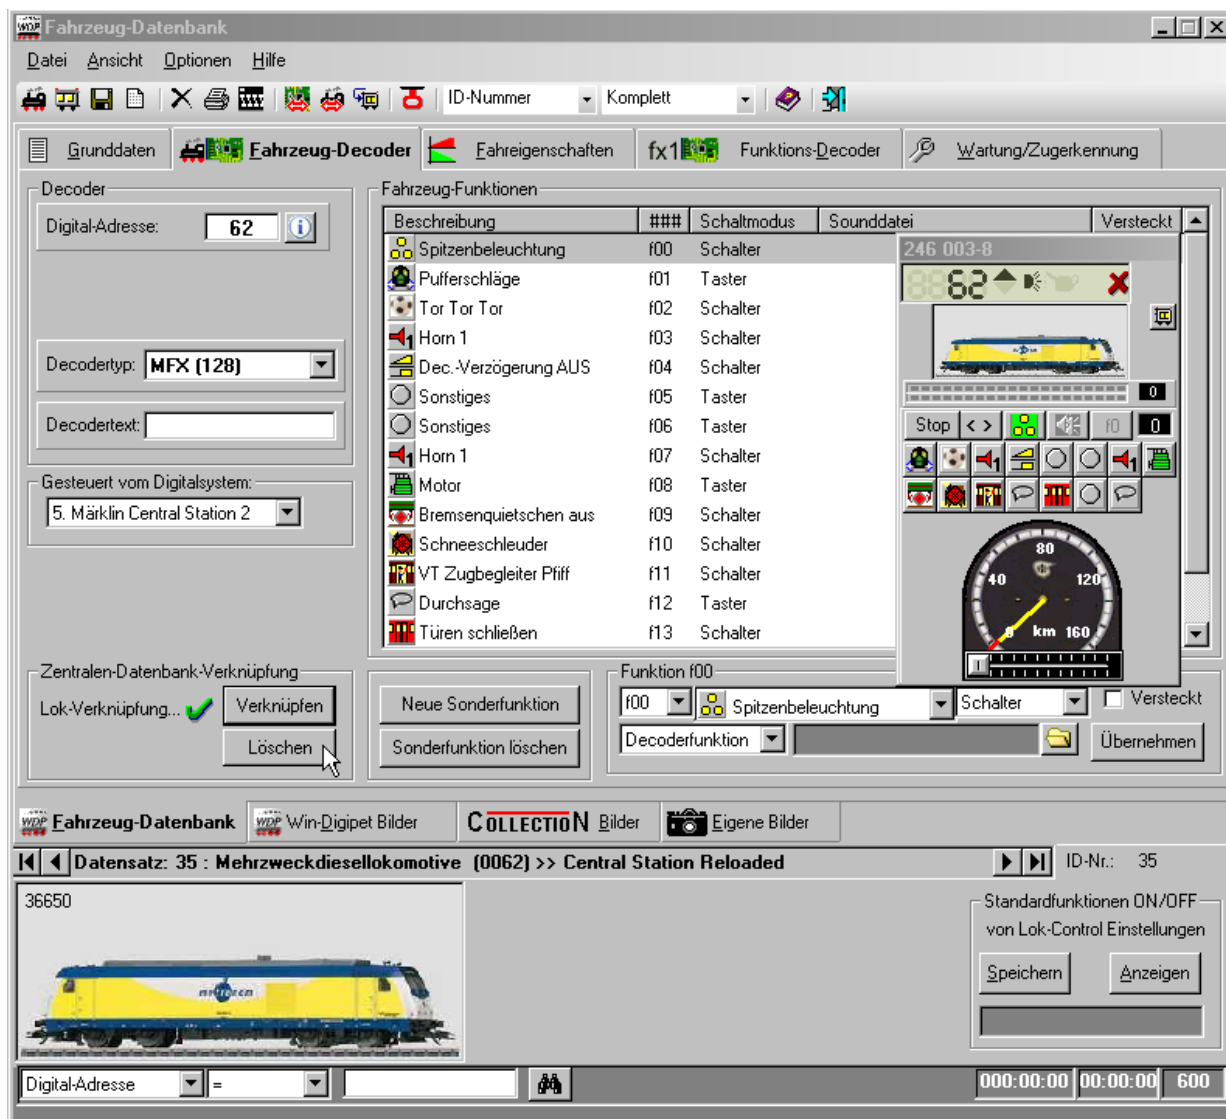 Fahrzeug-Datenbank
Datei Ansicht Optionen Hilfe
ID-Nummer Komplett
Grunddaten Fahrzeug-Decoder Fahreigenschaften fx1 Funktions-Decoder Wartung/Zugerkennung
Decoder
Digital-Adresse: 62
Decodertyp: MFX (128)
Decodertext:
Gesteuert vom Digitalsystem:
5. Märklin Central Station 2
Zentralen-Datenbank-Verknüpfung
Lok-Verknüpfung... Verknüpfen
Löschen
Fahrzeug-Funktionen
Beschreibung ### Schaltmodus Sounddatei Versteckt
Spitzenbeleuchtung f00 Schalter
Pufferschläge f01 Taster
Tor Tor Tor f02 Schalter
Horn 1 f03 Schalter
Dec.-Verzögerung AUS f04 Schalter
Sonstiges f05 Taster
Sonstiges f06 Taster
Horn 1 f07 Schalter
Motor f08 Taster
Bremsenquietschen aus f09 Schalter
Schneeschleuder f10 Schalter
VT Zugbegleiter Pfiff f11 Schalter
Durchsage f12 Taster
Türen schließen f13 Schalter
246 003-8
62
0
Stop < > f0 0
40 80 120
0 km 160
Neue Sonderfunktion
Sonderfunktion löschen
Funktion f00
f00 Spitzenbeleuchtung Schalter Versteckt
Decoderfunktion Übernehmen
WDP Fahrzeug-Datenbank WDP Win-Digipet Bilder COLLECTION Bilder Eigene Bilder
Datensatz: 35 : Mehrzweckdiesellokomotive (0062) >> Central Station Reloaded ID-Nr.: 35
36650
Standardfunktionen ON/OFF
von Lok-Control Einstellungen
Speichern Anzeigen
Digital-Adresse = 000:00:00 00:00:00 600